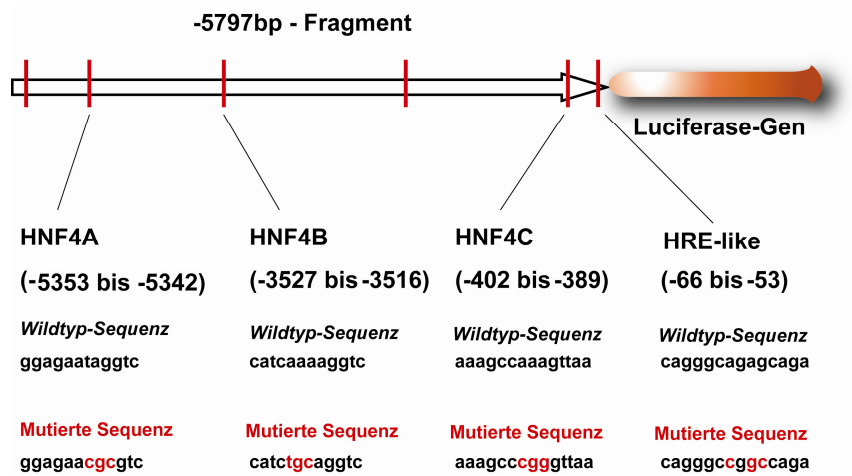 -5797bp - Fragment
Luciferase-Gen
HNF4A
(-5353 bis -5342)
Wildtyp-Sequenz
ggagaataggtc
Mutierte Sequenz
ggagaacgcgtc
HNF4B
(-3527 bis -3516)
Wildtyp-Sequenz
catcaaaaggtc
Mutierte Sequenz
catctgcaggtc
HNF4C
(-402 bis -389)
Wildtyp-Sequenz
aaagccaaagttaa
Mutierte Sequenz
aaagcccgggttaa
HRE-like
(-66 bis -53)
Wildtyp-Sequenz
cagggcagagcaga
Mutierte Sequenz
cagggccggccaga